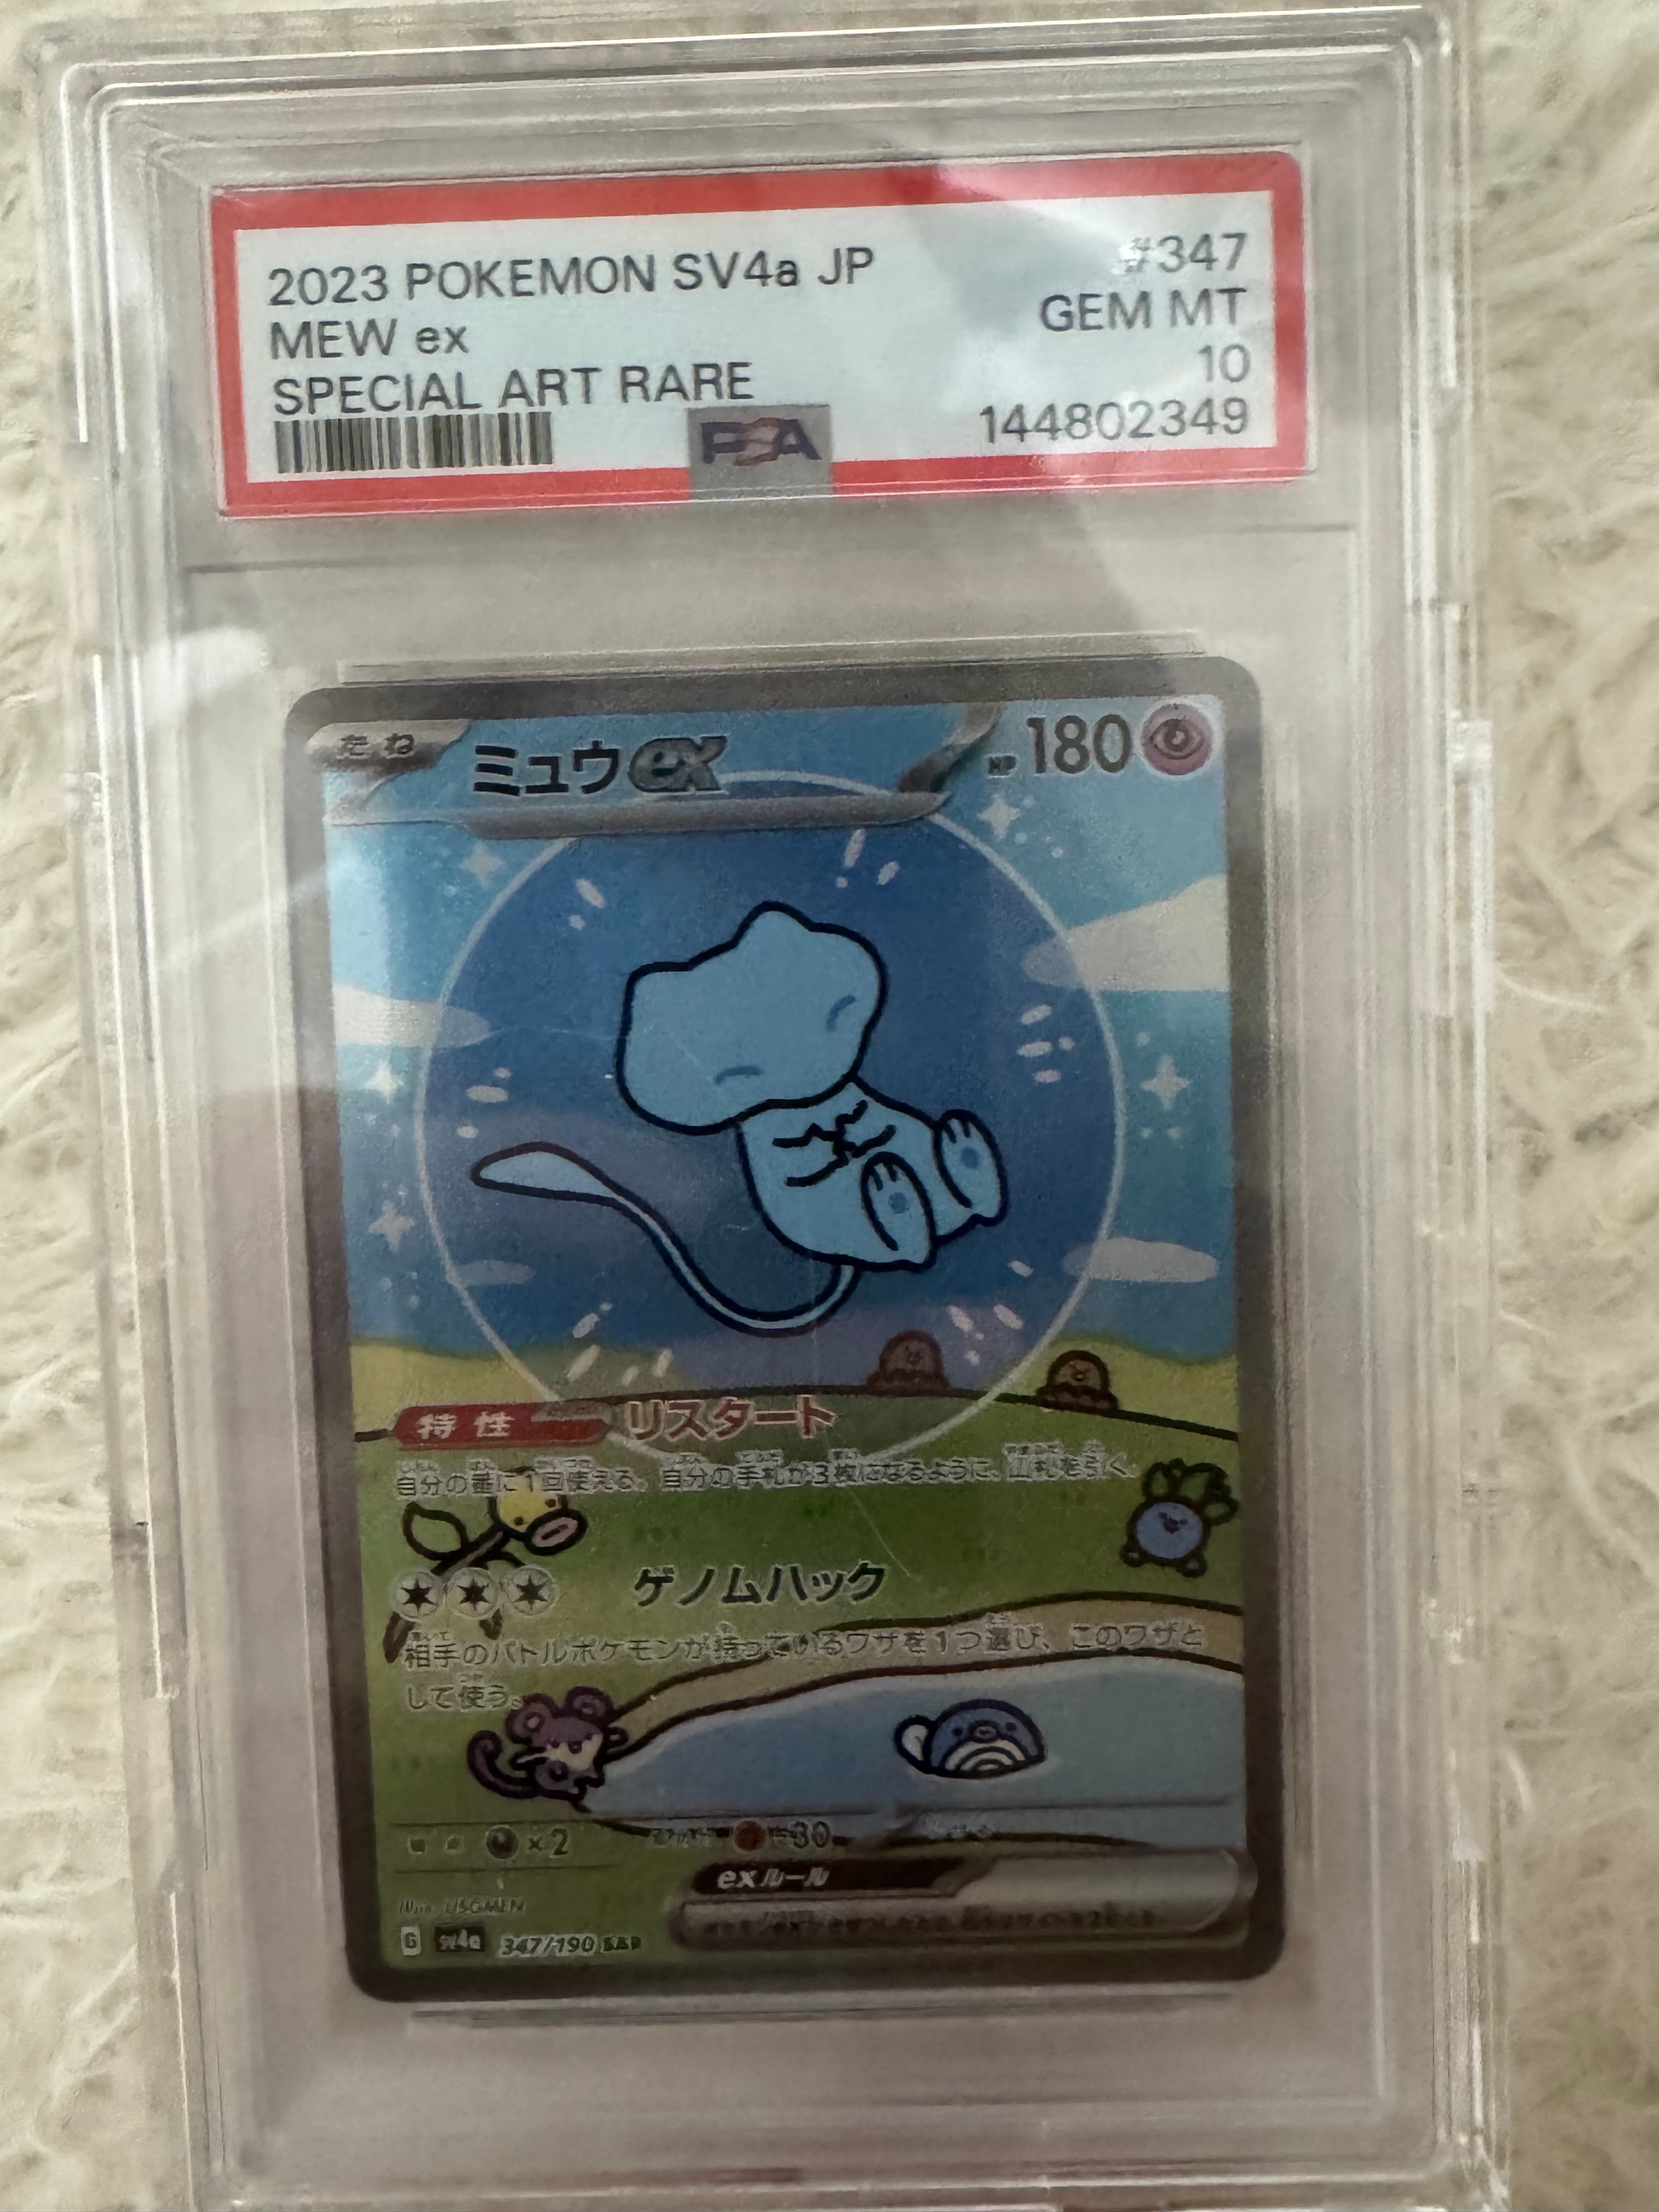 2023 POKEMON SV4a JP #347
MEW ex GEM MT
SPECIAL ART RARE 10
PSA 144802349
たね ミュウex HP 180
特性 リスタート
自分の番に1回使える。自分の手札が3枚になるように、山札を引く。
ゲノムハック
相手のバトルポケモンが持っているワザを1つ選び、このワザと
して使う。
×2 30
exルール
Illus. USGMEN
G sv4a 347/190 SAR